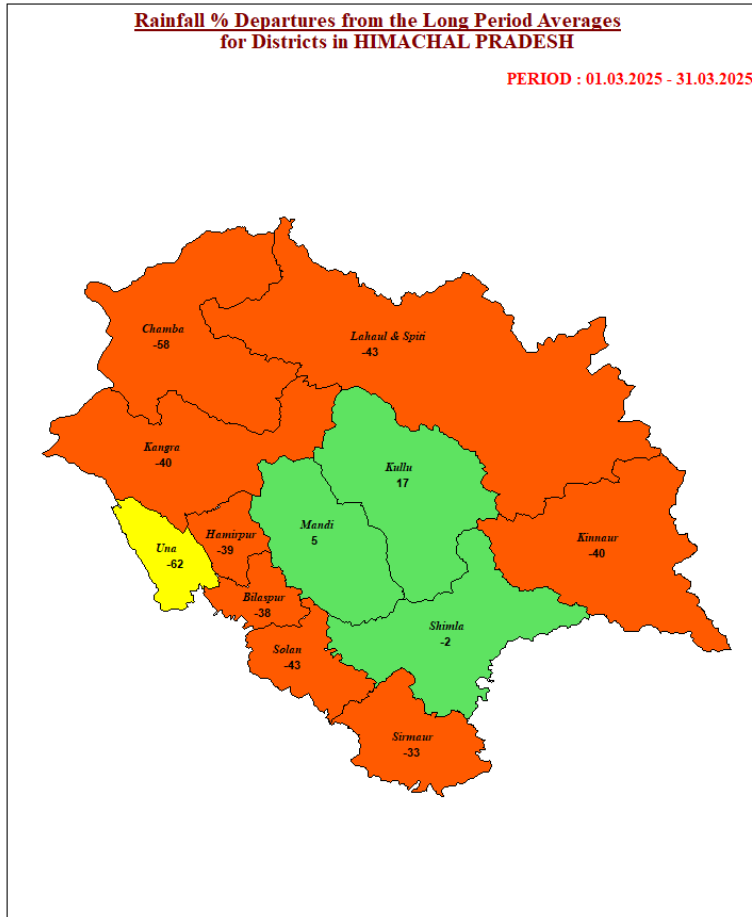 Rainfall % Departures from the Long Period Averages
for Districts in HIMACHAL PRADESH
PERIOD : 01.03.2025 - 31.03.2025
Chamba
-58
Lahaul & Spiti
-43
Kangra
-40
Kullu
17
Mandi
5
Hamirpur
-39
Una
-62
Kinnaur
-40
Bilaspur
-38
Shimla
-2
Solan
-43
Sirmaur
-33